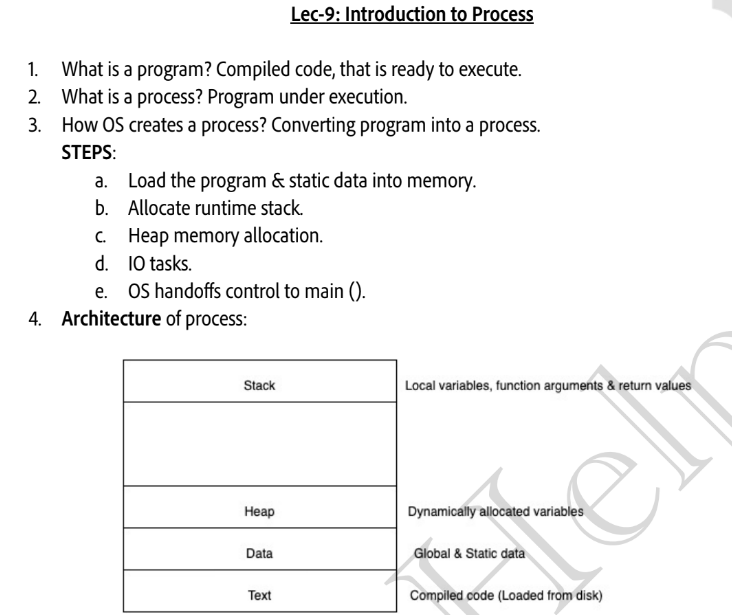 Lec-9: Introduction to Process
1. What is a program? Compiled code, that is ready to execute.
2. What is a process? Program under execution.
3. How OS creates a process? Converting program into a process.
STEPS:
a. Load the program & static data into memory.
b. Allocate runtime stack.
c. Heap memory allocation.
d. IO tasks.
e. OS handoffs control to main ().
4. Architecture of process:
Stack Local variables, function arguments & return values
Heap Dynamically allocated variables
Data Global & Static data
Text Compiled code (Loaded from disk)
Help